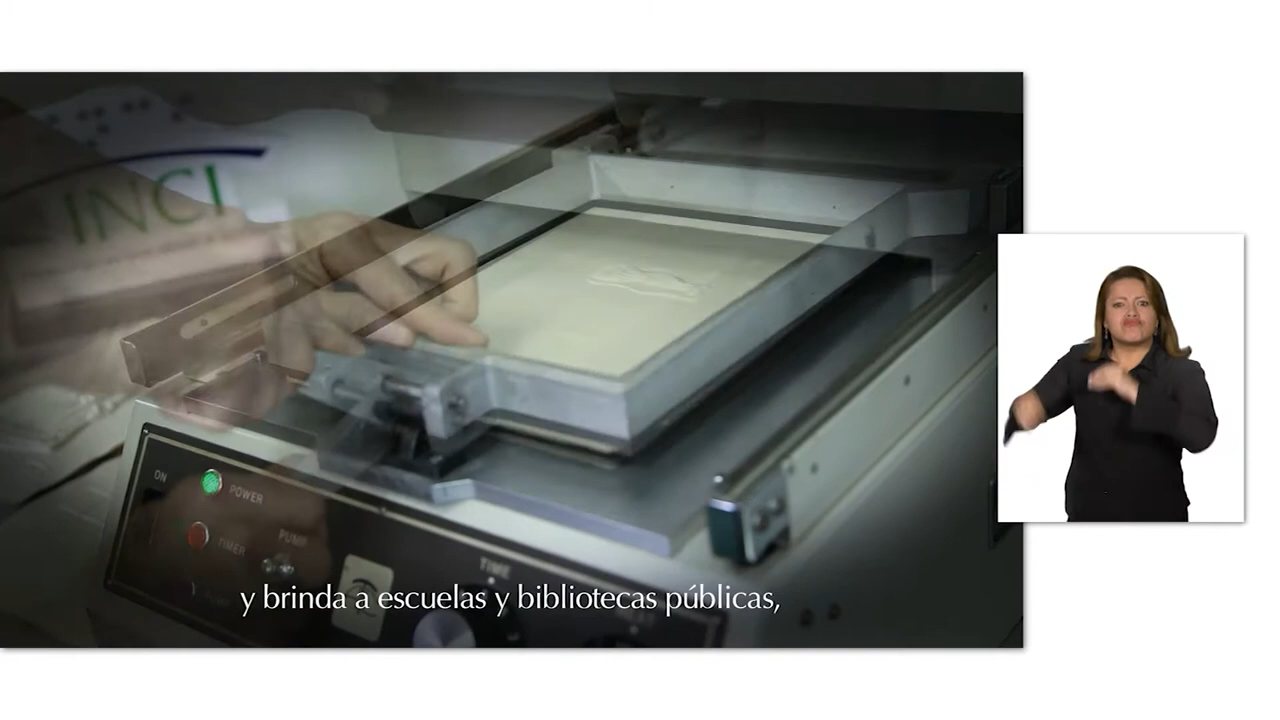 INCI
ON
POWER
TIMER
PUMP
TIME
y brinda a escuelas y bibliotecas públicas,